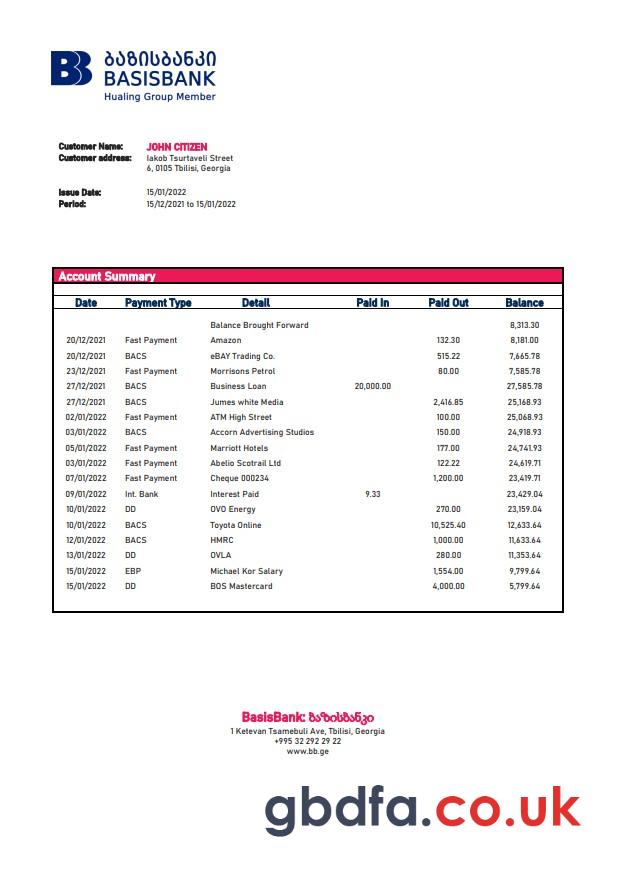 ბაზისბანკი
BASISBANK
Hualing Group Member
Customer Name: JOHN CITIZEN
Customer address: Iakob Tsurtaveli Street
6, 0105 Tbilisi, Georgia
Issue Date: 15/01/2022
Period: 15/12/2021 to 15/01/2022
Account Summary
Date Payment Type Detail Paid In Paid Out Balance
Balance Brought Forward 8,313.30
20/12/2021 Fast Payment Amazon 132.30 8,181.00
20/12/2021 BACS eBAY Trading Co. 515.22 7,665.78
23/12/2021 Fast Payment Morrisons Petrol 80.00 7,585.78
27/12/2021 BACS Business Loan 20,000.00 27,585.78
27/12/2021 BACS Jumes white Media 2,416.85 25,168.93
02/01/2022 Fast Payment ATM High Street 100.00 25,068.93
03/01/2022 BACS Accorn Advertising Studios 150.00 24,918.93
05/01/2022 Fast Payment Marriott Hotels 177.00 24,741.93
03/01/2022 Fast Payment Abelio Scotrail Ltd 122.22 24,619.71
07/01/2022 Fast Payment Cheque 000234 1,200.00 23,419.71
09/01/2022 Int. Bank Interest Paid 9.33 23,429.04
10/01/2022 DD OVO Energy 270.00 23,159.04
10/01/2022 BACS Toyota Online 10,525.40 12,633.64
12/01/2022 BACS HMRC 1,000.00 11,633.64
13/01/2022 DD OVLA 280.00 11,353.64
15/01/2022 EBP Michael Kor Salary 1,554.00 9,799.64
15/01/2022 DD BOS Mastercard 4,000.00 5,799.64
BasisBank: ბაზისბანკი
1 Ketevan Tsamebuli Ave, Tbilisi, Georgia
+995 32 292 29 22
www.bb.ge
gbdfa.co.uk